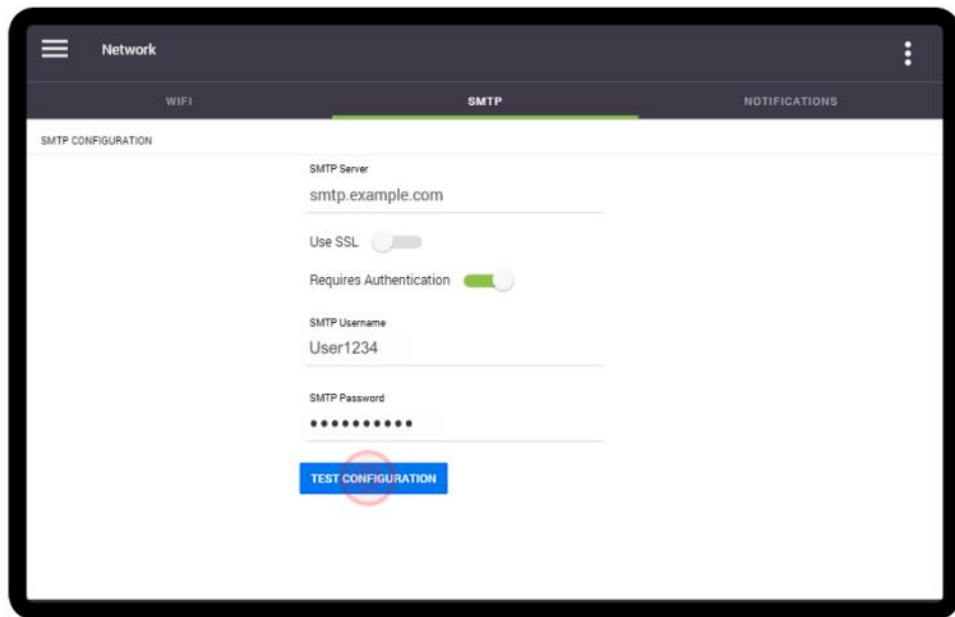 Network
WIFI SMTP NOTIFICATIONS
SMTP CONFIGURATION
SMTP Server
smtp.example.com
Use SSL
Requires Authentication
SMTP Username
User1234
SMTP Password
••••••••••
TEST CONFIGURATION